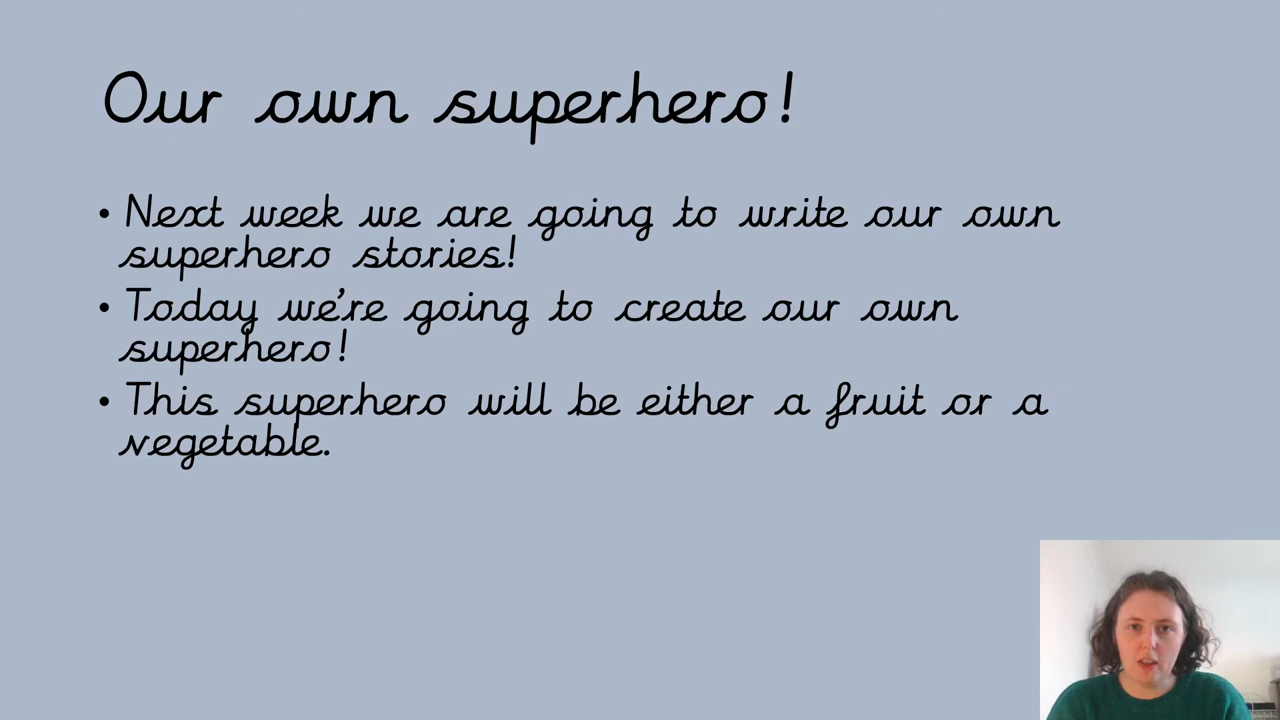 Our own superhero!
• Next week we are going to write our own
superhero stories!
• Today we're going to create our own
superhero!
• This superhero will be either a fruit or a
vegetable.